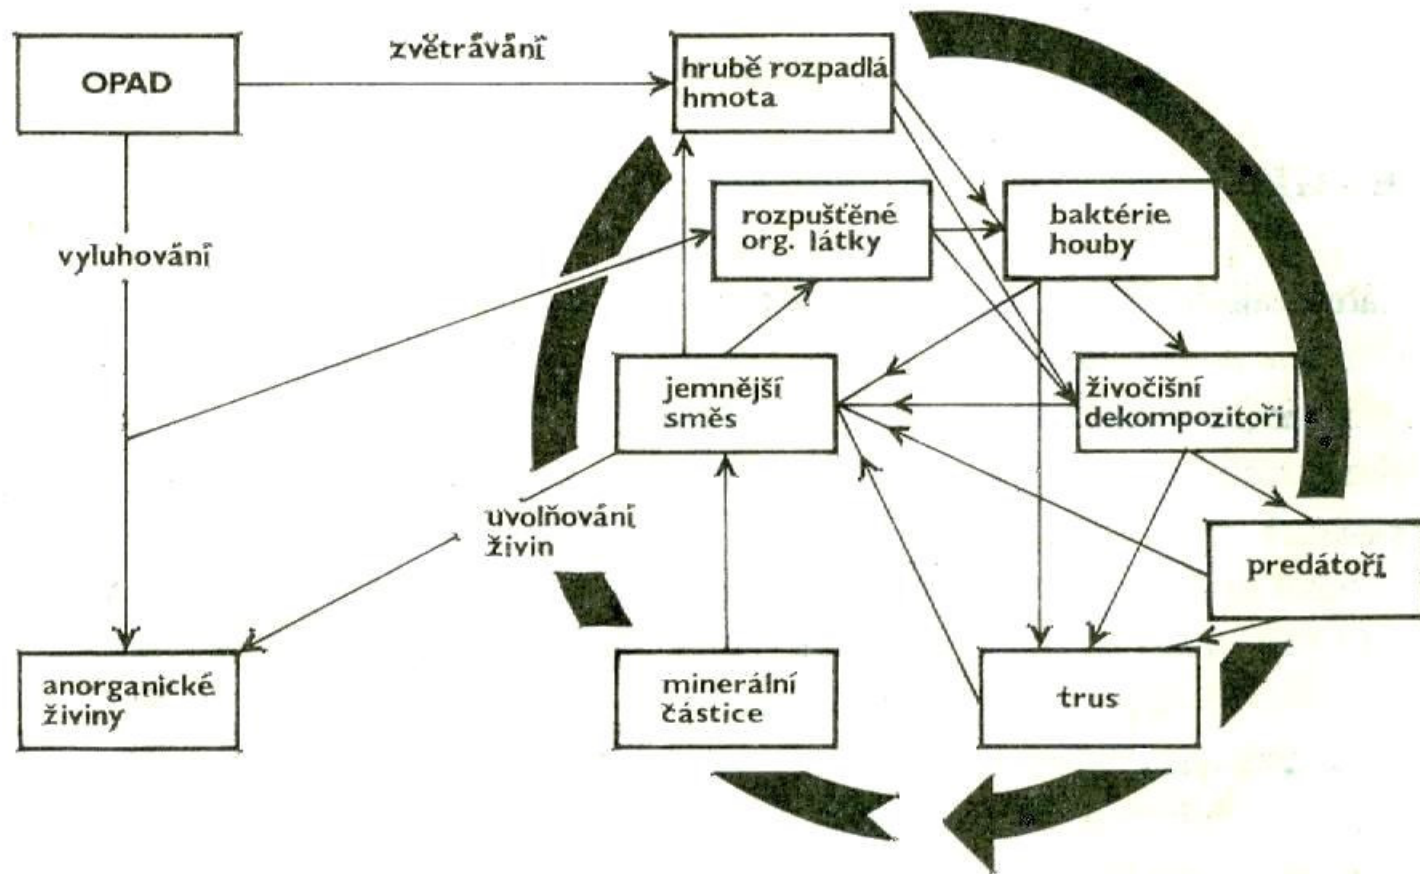 OPAD
zvětrávání
hrubě rozpadlá
hmota
rozpuštěné
org. látky
baktérie
houby
vyluhování
jemnější
směs
živočišní
dekompozitoři
uvolňování
živin
predátoři
anorganické
živiny
minerální
částice
trus